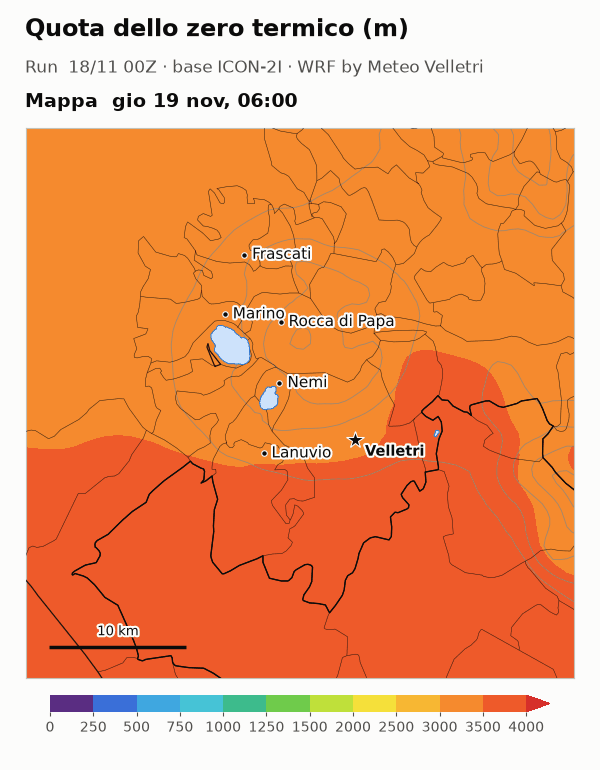 Quota dello zero termico (m)
Run  18/11 00Z · base ICON-2I · WRF by Meteo Velletri
Mappa  gio 19 nov, 06:00
Frascati
Marino
Rocca di Papa
Nemi
Velletri
Lanuvio
10 km
0 250 500 750 1000 1250 1500 2000 2500 3000 3500 4000